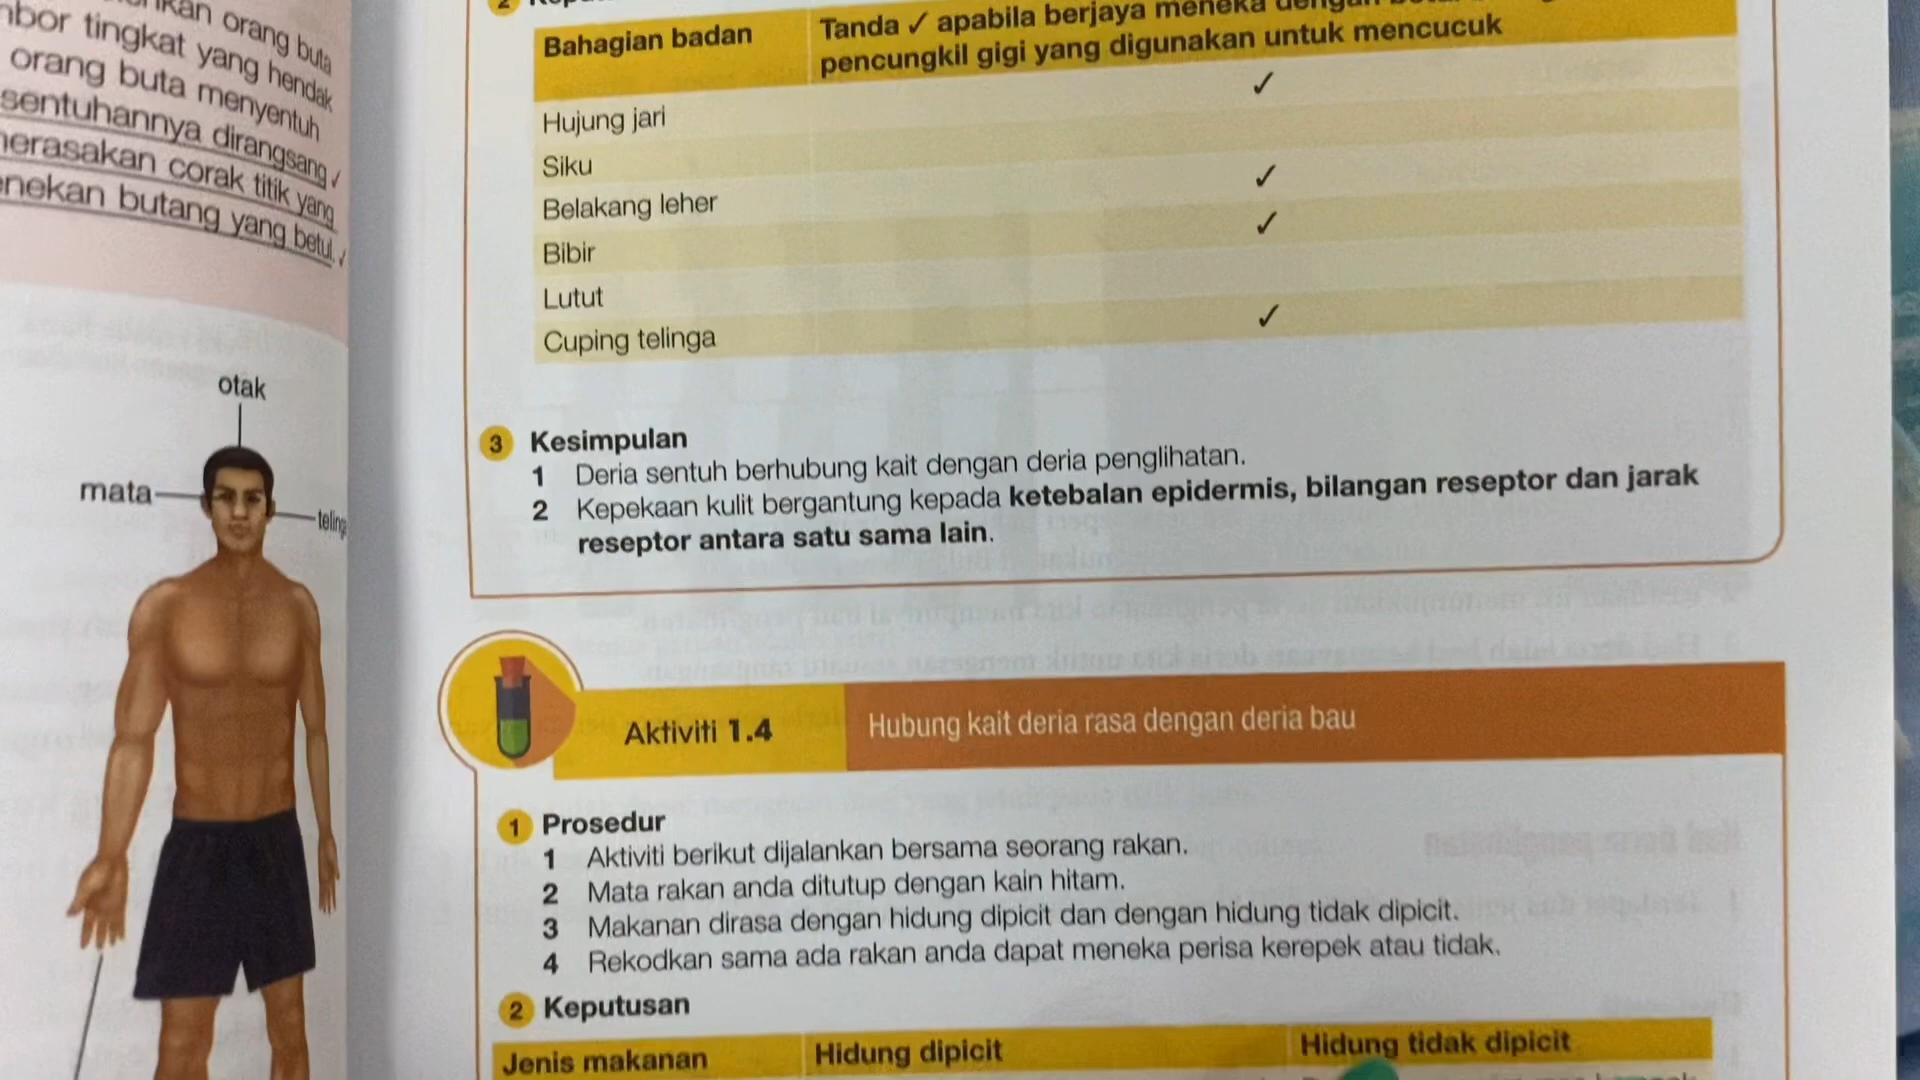 orang buta
tingkat yang hendak
orang buta menyentuh
sentuhannya dirangsang ✓
merasakan corak titik yang
menekan butang yang betul. ✓
otak
mata
Bahagian badan
Tanda ✓ apabila berjaya meneka
pencungkil gigi yang digunakan untuk mencucuk
Hujung jari ✓
Siku
Belakang leher ✓
Bibir ✓
Lutut
Cuping telinga ✓
3 Kesimpulan
1 Deria sentuh berhubung kait dengan deria penglihatan.
2 Kepekaan kulit bergantung kepada ketebalan epidermis, bilangan reseptor dan jarak
reseptor antara satu sama lain.
Aktiviti 1.4
Hubung kait deria rasa dengan deria bau
1 Prosedur
1 Aktiviti berikut dijalankan bersama seorang rakan.
2 Mata rakan anda ditutup dengan kain hitam.
3 Makanan dirasa dengan hidung dipicit dan dengan hidung tidak dipicit.
4 Rekodkan sama ada rakan anda dapat meneka perisa kerepek atau tidak.
2 Keputusan
Jenis makanan
Hidung dipicit
Hidung tidak dipicit